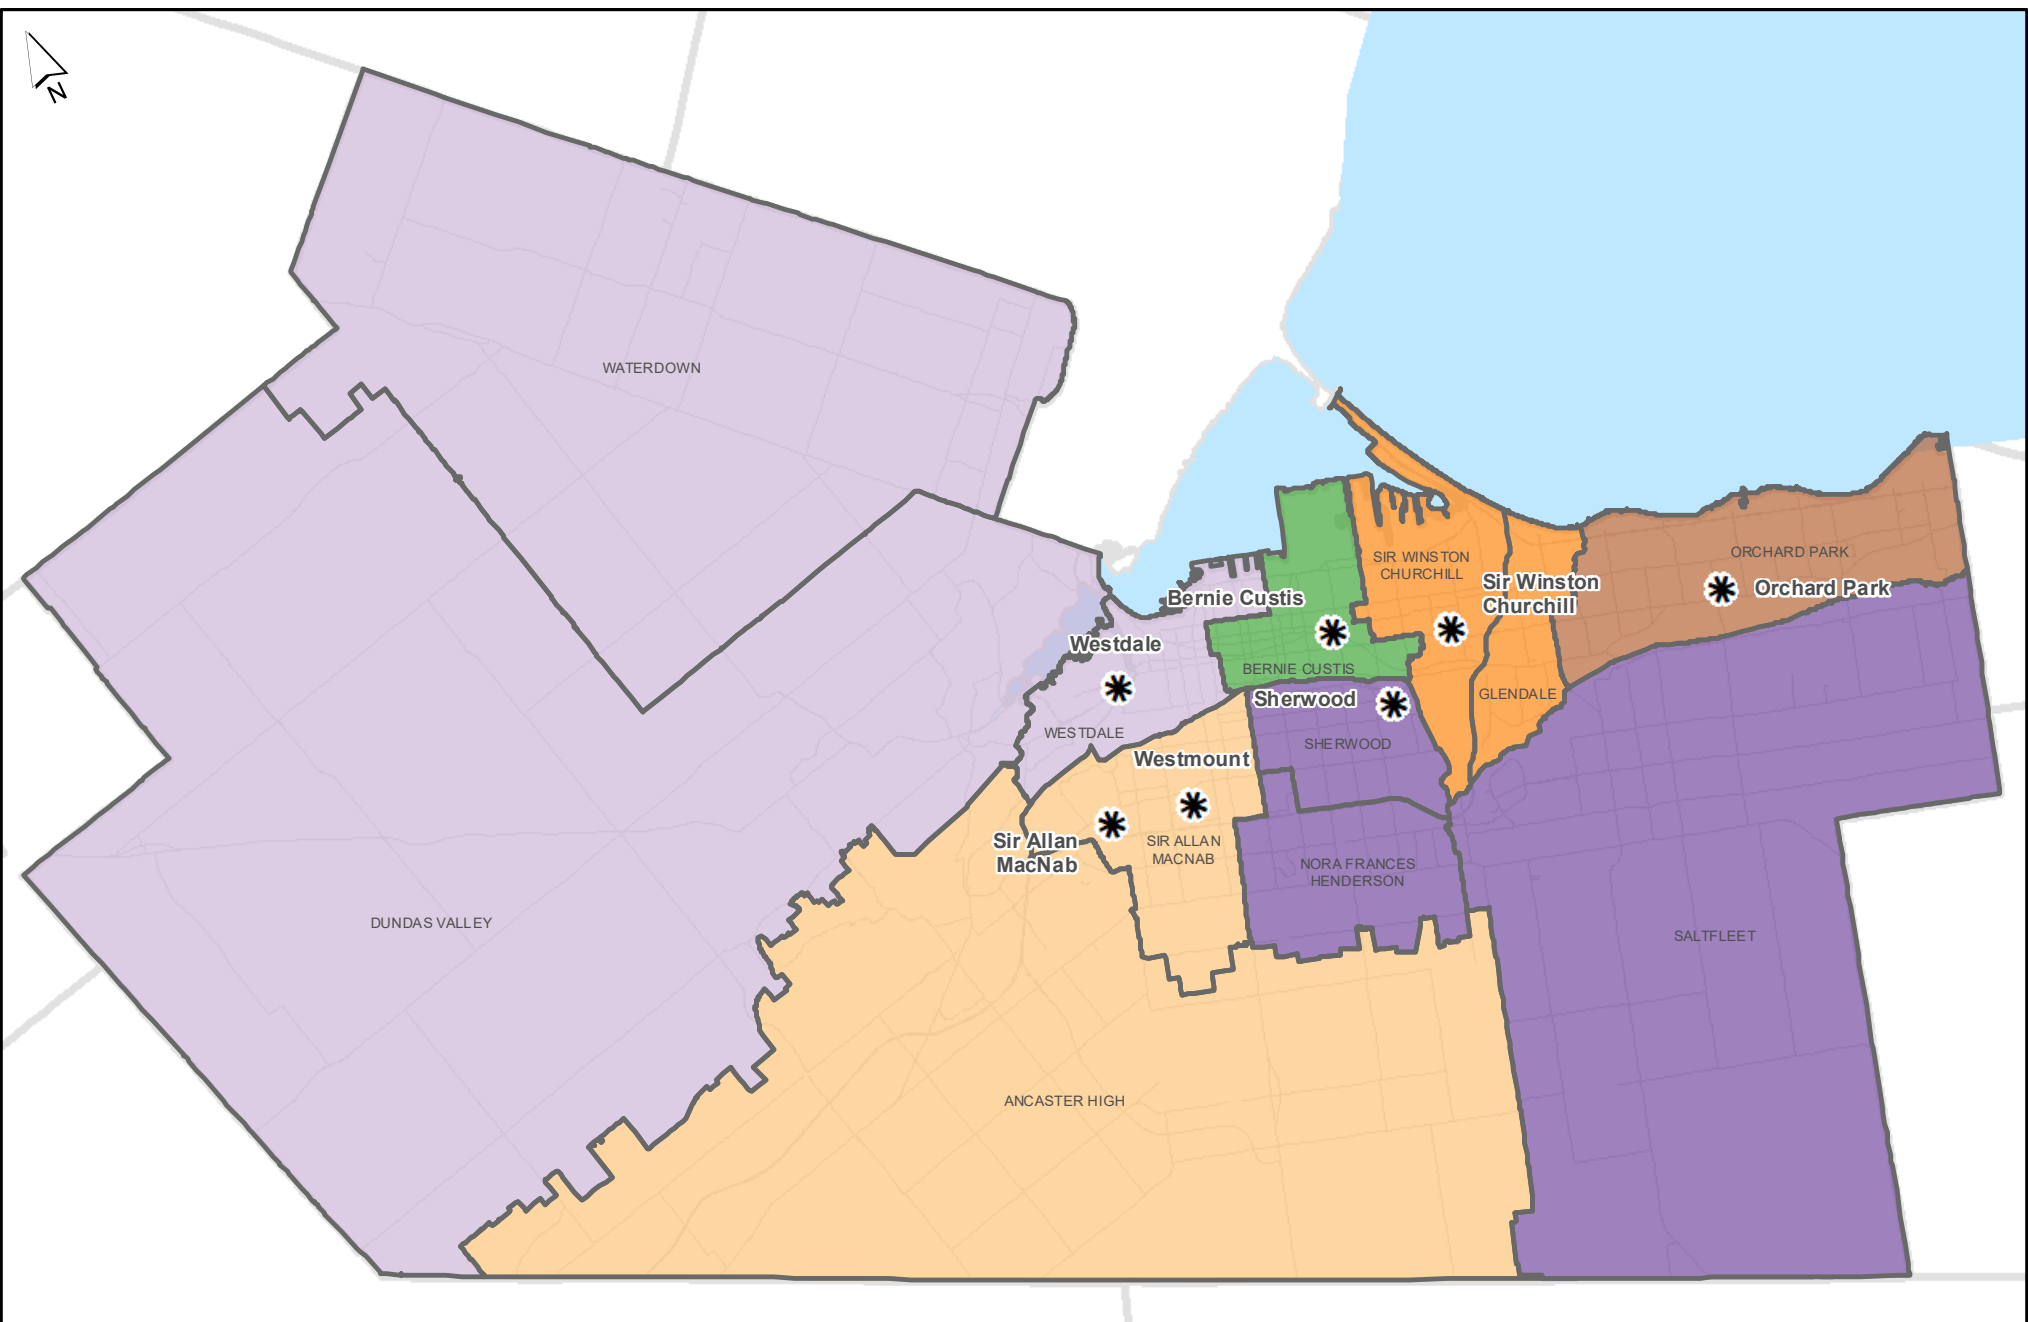 N
WATERDOWN
SIR WINSTON
CHURCHILL
ORCHARD PARK
Sir Winston
Churchill
Orchard Park
Bernie Custis
Westdale
BERNIE CUSTIS
Sherwood
GLENDALE
WESTDALE
SHERWOOD
Westmount
Sir Allan
MacNab
SIR ALLAN
MACNAB
NORA FRANCES
HENDERSON
DUNDAS VALLEY
SALTFLEET
ANCASTER HIGH